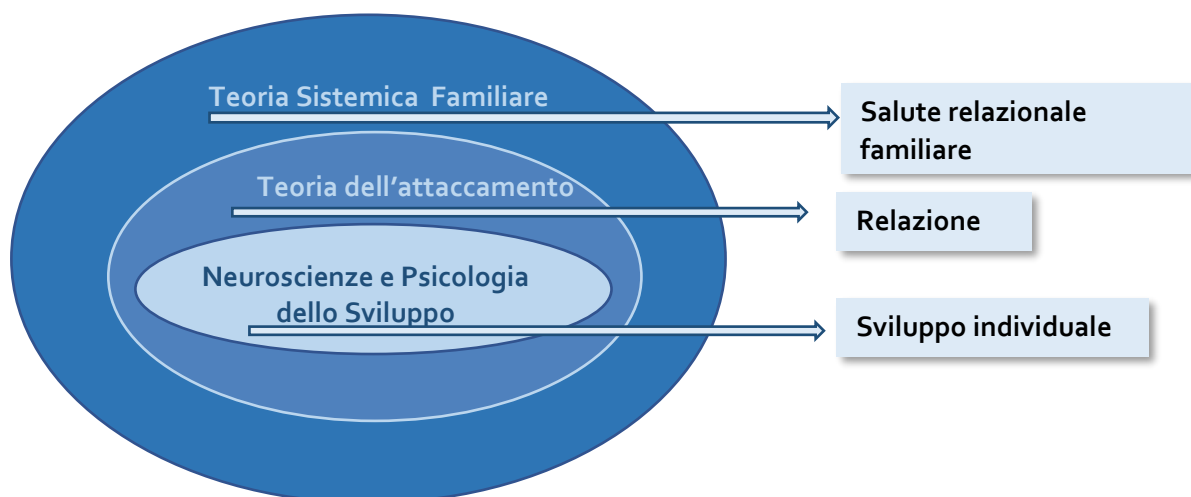 Teoria Sistemica Familiare
Salute relazionale
familiare
Teoria dell'attaccamento
Relazione
Neuroscienze e Psicologia
dello Sviluppo
Sviluppo individuale